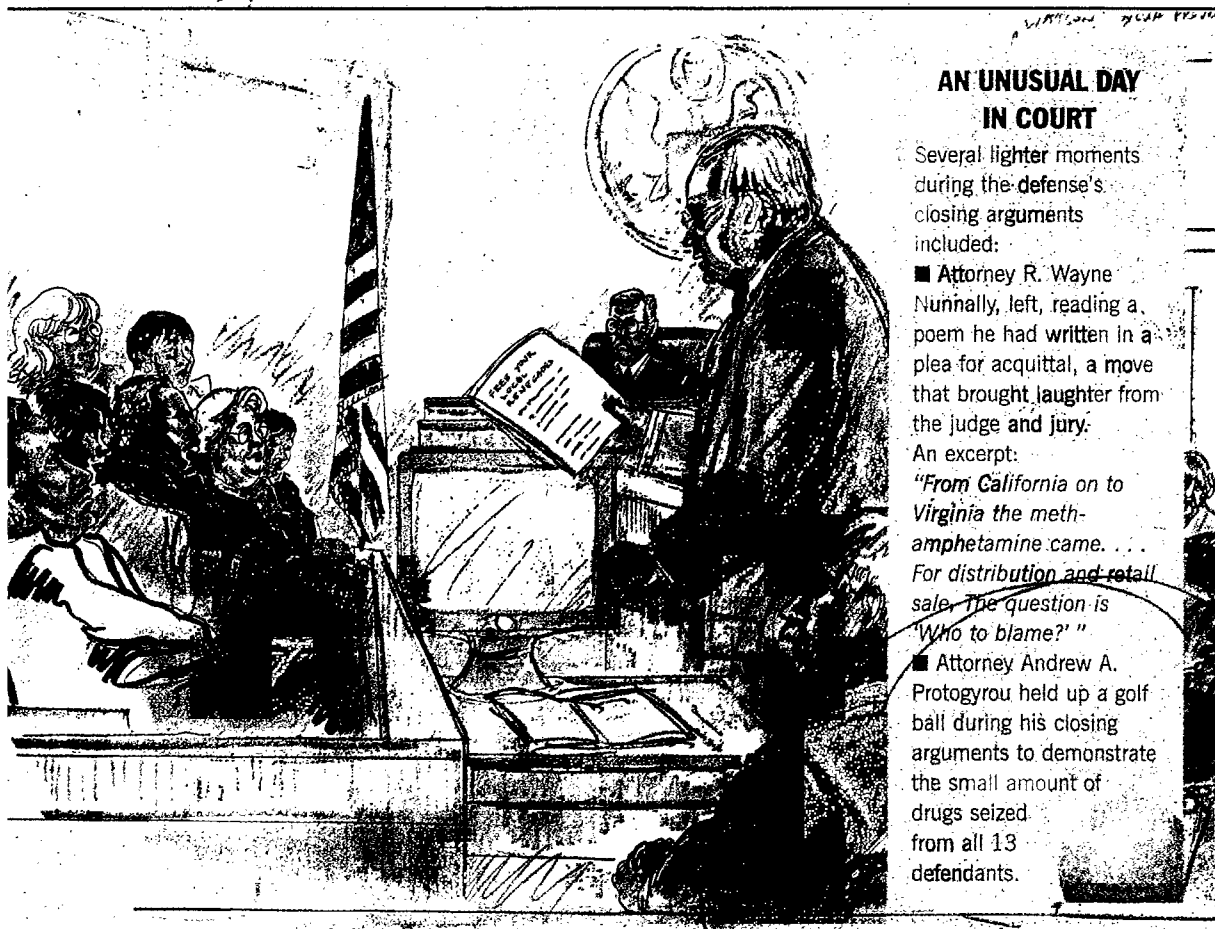 AN UNUSUAL DAY
IN COURT
Several lighter moments
during the defense's
closing arguments
included:
■ Attorney R. Wayne
Nunnally, left, reading a
poem he had written in a
plea for acquittal, a move
that brought laughter from
the judge and jury.
An excerpt:
"From California on to
Virginia the meth-
amphetamine came. . . .
For distribution and retail
sale. The question is
'Who to blame?' "
■ Attorney Andrew A.
Protogyrou held up a golf
ball during his closing
arguments to demonstrate
the small amount of
drugs seized
from all 13
defendants.
FREE YOUR
LOCAL